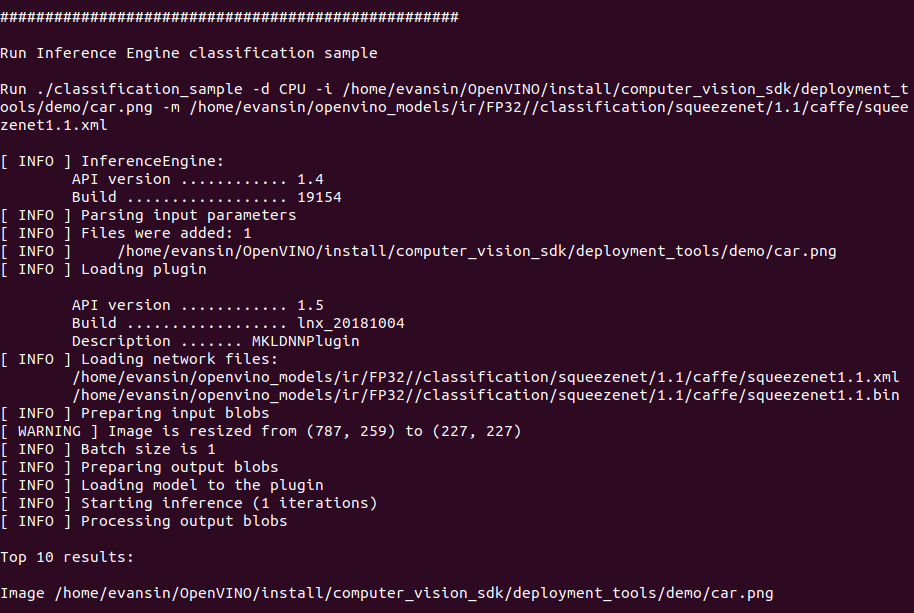 ###################################################
Run Inference Engine classification sample
Run ./classification_sample -d CPU -i /home/evansin/OpenVINO/install/computer_vision_sdk/deployment_t
ools/demo/car.png -m /home/evansin/openvino_models/ir/FP32//classification/squeezenet/1.1/caffe/squee
zenet1.1.xml
[ INFO ] InferenceEngine:
        API version ............ 1.4
        Build .................. 19154
[ INFO ] Parsing input parameters
[ INFO ] Files were added: 1
[ INFO ]     /home/evansin/OpenVINO/install/computer_vision_sdk/deployment_tools/demo/car.png
[ INFO ] Loading plugin
        API version ............ 1.5
        Build .................. lnx_20181004
        Description ....... MKLDNNPlugin
[ INFO ] Loading network files:
        /home/evansin/openvino_models/ir/FP32//classification/squeezenet/1.1/caffe/squeezenet1.1.xml
        /home/evansin/openvino_models/ir/FP32//classification/squeezenet/1.1/caffe/squeezenet1.1.bin
[ INFO ] Preparing input blobs
[ WARNING ] Image is resized from (787, 259) to (227, 227)
[ INFO ] Batch size is 1
[ INFO ] Preparing output blobs
[ INFO ] Loading model to the plugin
[ INFO ] Starting inference (1 iterations)
[ INFO ] Processing output blobs
Top 10 results:
Image /home/evansin/OpenVINO/install/computer_vision_sdk/deployment_tools/demo/car.png